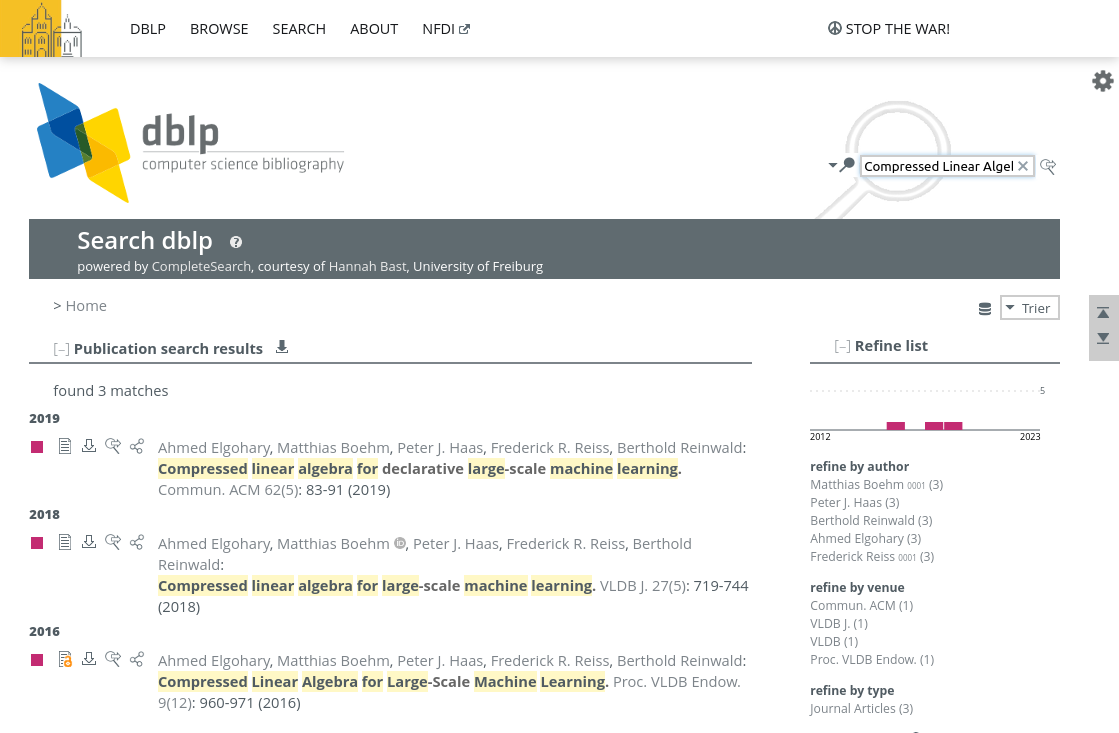 DBLP BROWSE SEARCH ABOUT NFDI STOP THE WAR!
dblp
computer science bibliography
Compressed Linear Algel
Search dblp ?
powered by CompleteSearch, courtesy of Hannah Bast, University of Freiburg
> Home
Trier
[–] Publication search results
found 3 matches
2019
Ahmed Elgohary, Matthias Boehm, Peter J. Haas, Frederick R. Reiss, Berthold Reinwald:
Compressed linear algebra for declarative large-scale machine learning.
Commun. ACM 62(5): 83-91 (2019)
2018
Ahmed Elgohary, Matthias Boehm iD, Peter J. Haas, Frederick R. Reiss, Berthold
Reinwald:
Compressed linear algebra for large-scale machine learning. VLDB J. 27(5): 719-744
(2018)
2016
Ahmed Elgohary, Matthias Boehm, Peter J. Haas, Frederick R. Reiss, Berthold Reinwald:
Compressed Linear Algebra for Large-Scale Machine Learning. Proc. VLDB Endow.
9(12): 960-971 (2016)
[–] Refine list
5
2012 2023
refine by author
Matthias Boehm 0001 (3)
Peter J. Haas (3)
Berthold Reinwald (3)
Ahmed Elgohary (3)
Frederick Reiss 0001 (3)
refine by venue
Commun. ACM (1)
VLDB J. (1)
VLDB (1)
Proc. VLDB Endow. (1)
refine by type
Journal Articles (3)